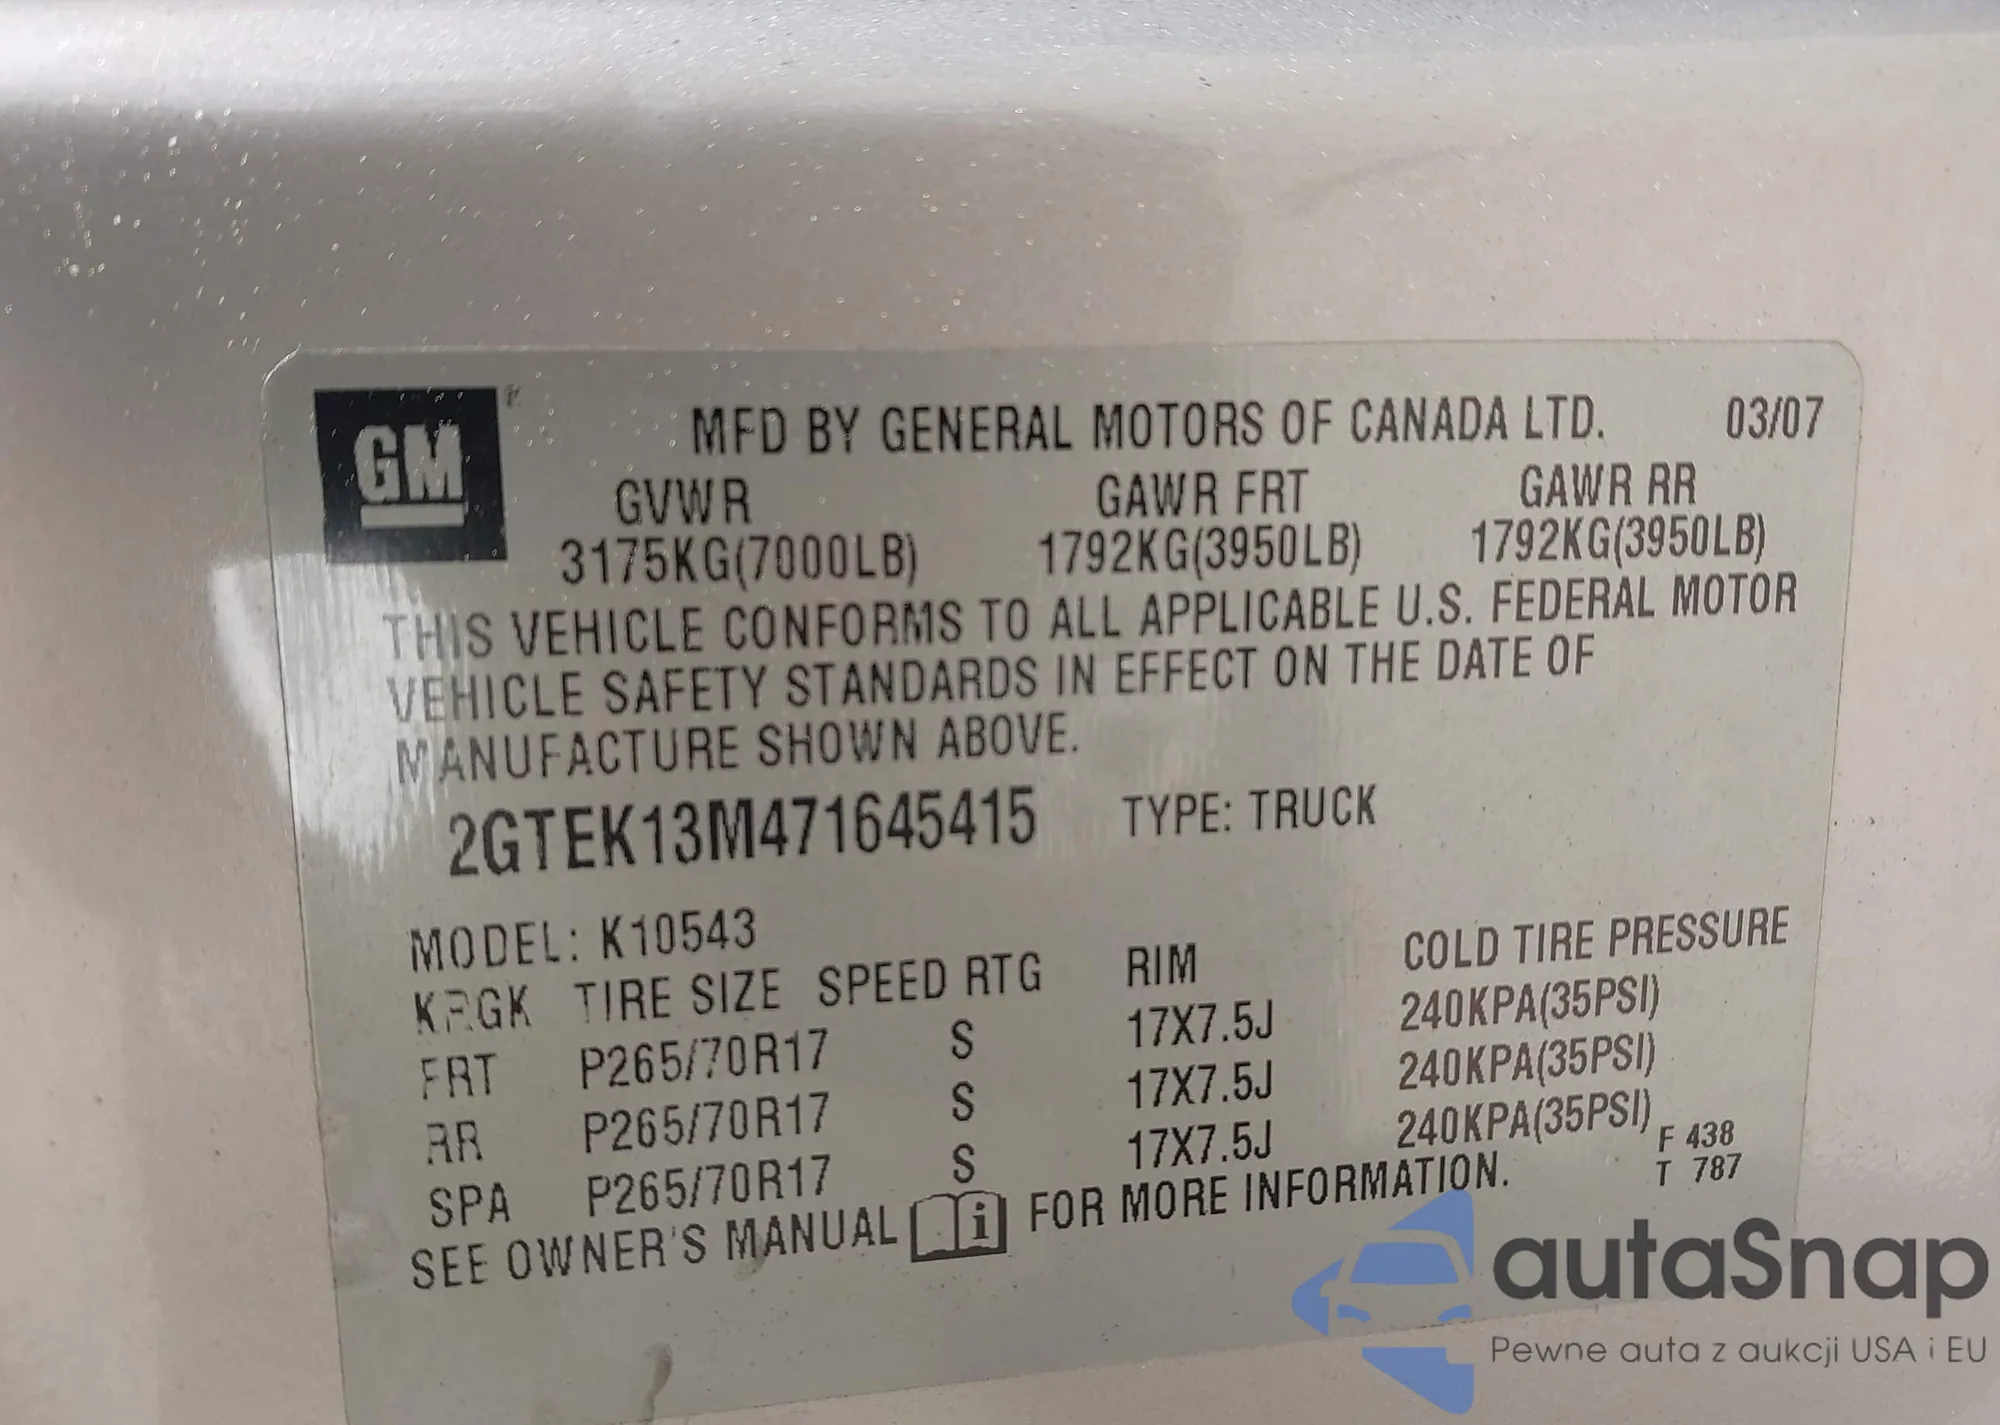 GM
MFD BY GENERAL MOTORS OF CANADA LTD. 03/07
GVWR GAWR FRT GAWR RR
3175KG(7000LB) 1792KG(3950LB) 1792KG(3950LB)
THIS VEHICLE CONFORMS TO ALL APPLICABLE U.S. FEDERAL MOTOR
VEHICLE SAFETY STANDARDS IN EFFECT ON THE DATE OF
MANUFACTURE SHOWN ABOVE.
2GTEK13M471645415 TYPE: TRUCK
MODEL: K10543
TIRE SIZE SPEED RTG RIM COLD TIRE PRESSURE
FRT P265/70R17 S 17X7.5J 240KPA(35PSI)
RR P265/70R17 S 17X7.5J 240KPA(35PSI)
SPA P265/70R17 S 17X7.5J 240KPA(35PSI)
F 438
T 787
SEE OWNER'S MANUAL i FOR MORE INFORMATION.
autaSnap
Pewne auta z aukcji USA i EU